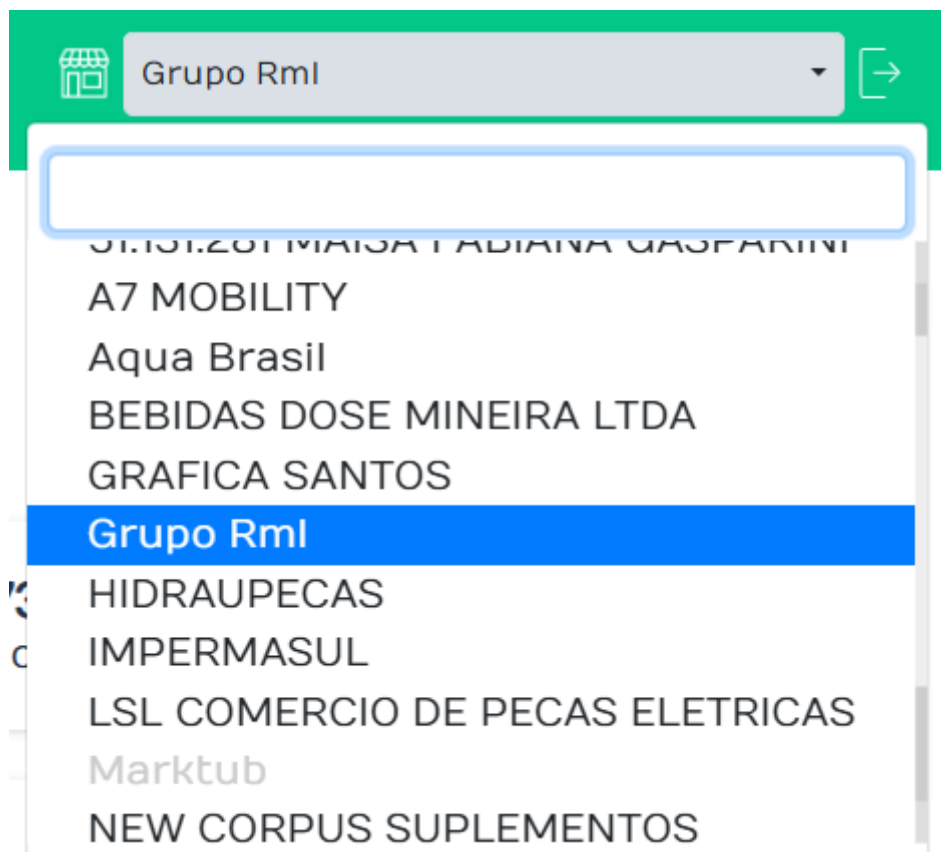 Grupo Rml
A7 MOBILITY
Aqua Brasil
BEBIDAS DOSE MINEIRA LTDA
GRAFICA SANTOS
Grupo Rml
HIDRAUPECAS
IMPERMASUL
LSL COMERCIO DE PECAS ELETRICAS
Marktub
NEW CORPUS SUPLEMENTOS